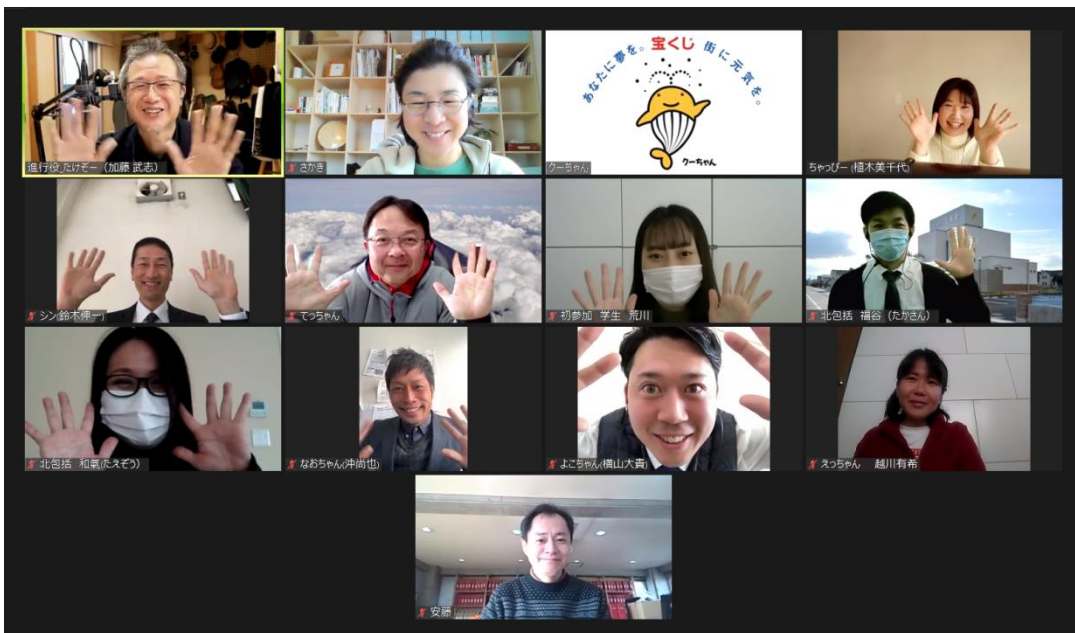 進行役_たけぞー（加藤 武志）
さかき
あなたに夢を。宝くじ 街に元気を。
クーちゃん
クーちゃん
ちゃっぴー (植木美千代)
シン(鈴木伸一)
てっちゃん
初参加 学生 荒川
北包括 福谷（たかさん）
北包括 和氣(たえぞう）
なおちゃん(沖尚也)
よこちゃん(横山大貴)
えっちゃん 越川有希
安藤